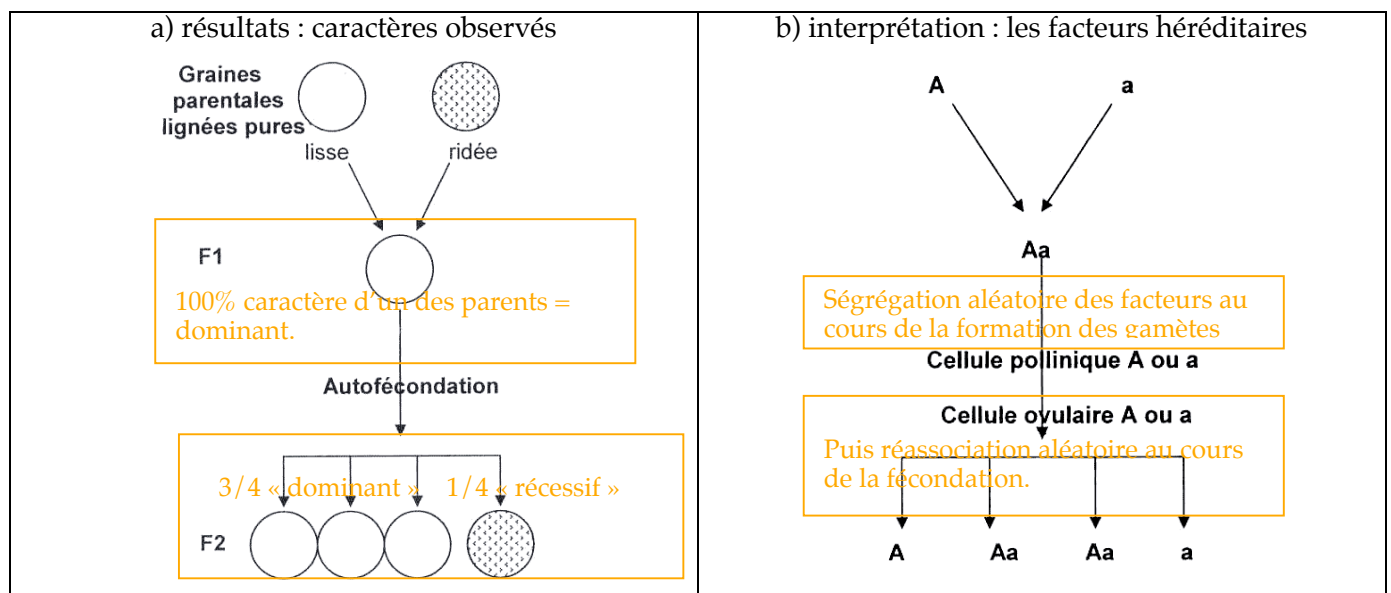 a) résultats : caractères observés
Graines
parentales
lignées pures
lisse
ridée
F1
100% caractère d'un des parents =
dominant.
Autofécondation
3/4 « dominant »
1/4 « récessif »
F2
b) interprétation : les facteurs héréditaires
A
a
Aa
Ségrégation aléatoire des facteurs au
cours de la formation des gamètes
Cellule pollinique A ou a
Cellule ovulaire A ou a
Puis réassociation aléatoire au cours
de la fécondation.
A
Aa
Aa
a